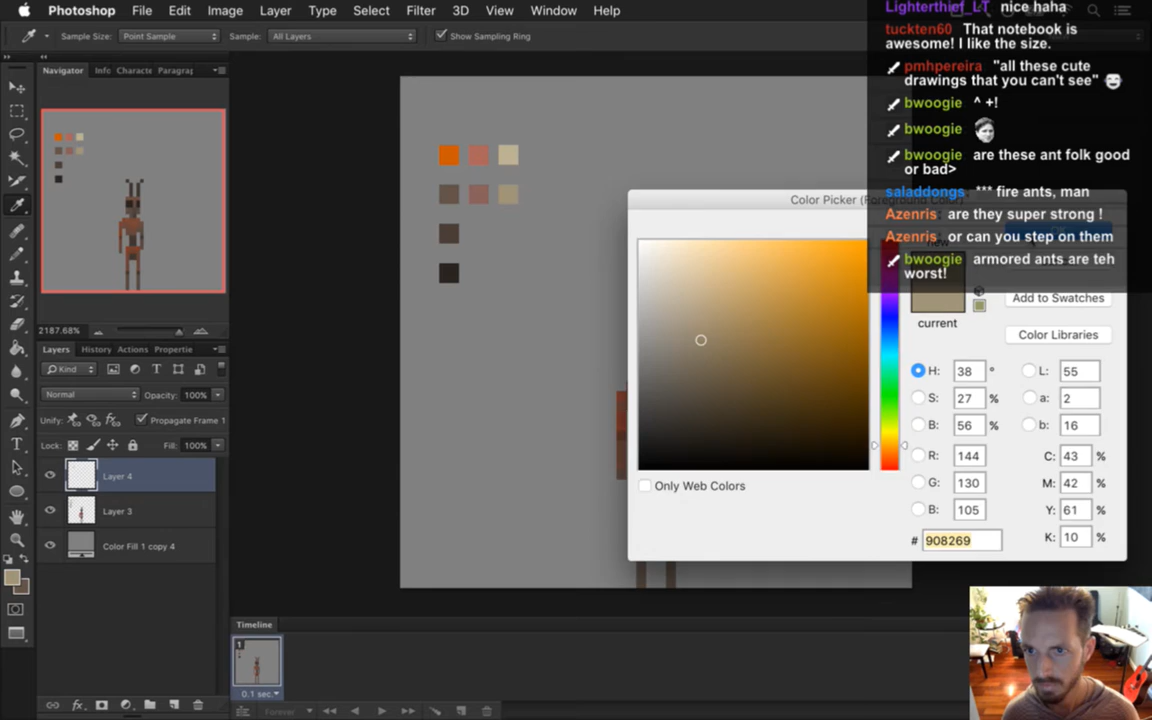 Photoshop File Edit Image Layer Type Select Filter 3D View Window Help
Sample Size: Point Sample Sample: All Layers Show Sampling Ring
Navigator Info Characte Paragraj
2187.68%
Layers History Actions Propertie
Kind
Normal Opacity: 100%
Unify: Propagate Frame 1
Lock: Fill: 100%
Layer 4
Layer 3
Color Fill 1 copy 4
Timeline
1
0.1 sec.
Forever
Color Picker (Foreground Color)
new
current
Add to Swatches
Color Libraries
H: 38 °
S: 27 %
B: 56 %
R: 144
G: 130
B: 105
L: 55
a: 2
b: 16
C: 43 %
M: 42 %
Y: 61 %
K: 10 %
# 908269
Only Web Colors
Lighterthief_LT nice haha
tuckten60 That notebook is
awesome! I like the size.
pmhpereira "all these cute
drawings that you can't see"
bwoogie ^ +!
bwoogie
bwoogie are these ant folk good
or bad>
saladdongs *** fire ants, man
Azenris: are they super strong !
Azenris: or can you step on them
bwoogie armored ants are teh
worst!